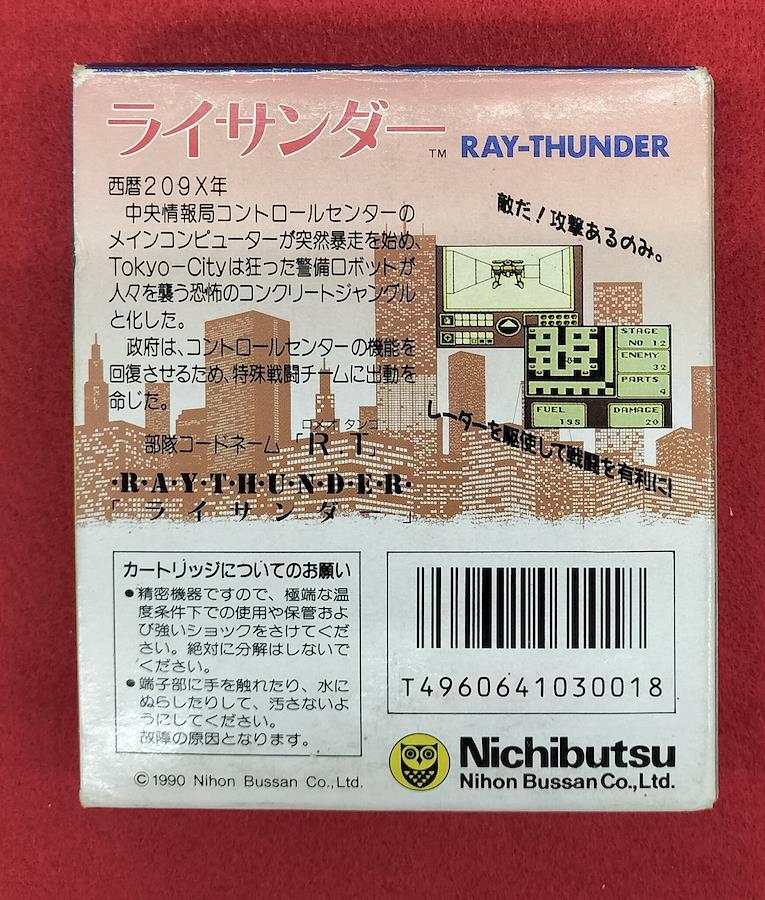 ライサンダー™ RAY-THUNDER
西暦209X年
中央情報局コントロールセンターの
メインコンピューターが突然暴走を始め、
Tokyo-Cityは狂った警備ロボットが
人々を襲う恐怖のコンクリートジャングル
と化した。
政府は、コントロールセンターの機能を
回復させるため、特殊戦闘チームに出動を
命じた。
ロメオ タンゴ
部隊コードネーム「R.T」
·R·A·Y·T·H·U·N·D·E·R·
「ライサンダー」
敵だ!攻撃あるのみ。
STAGE
NO 12
ENEMY
32
PARTS
4
FUEL
195
DAMAGE
20
レーダーを駆使して戦闘を有利に!
カートリッジについてのお願い
●精密機器ですので、極端な温
度条件下での使用や保管およ
び強いショックをさけてくだ
さい。絶対に分解はしないで
ください。
●端子部に手を触れたり、水に
ぬらしたりして、汚さないよ
うにしてください。
故障の原因となります。
T4960641030018
Nichibutsu
Nihon Bussan Co.,Ltd.
©1990 Nihon Bussan Co.,Ltd.